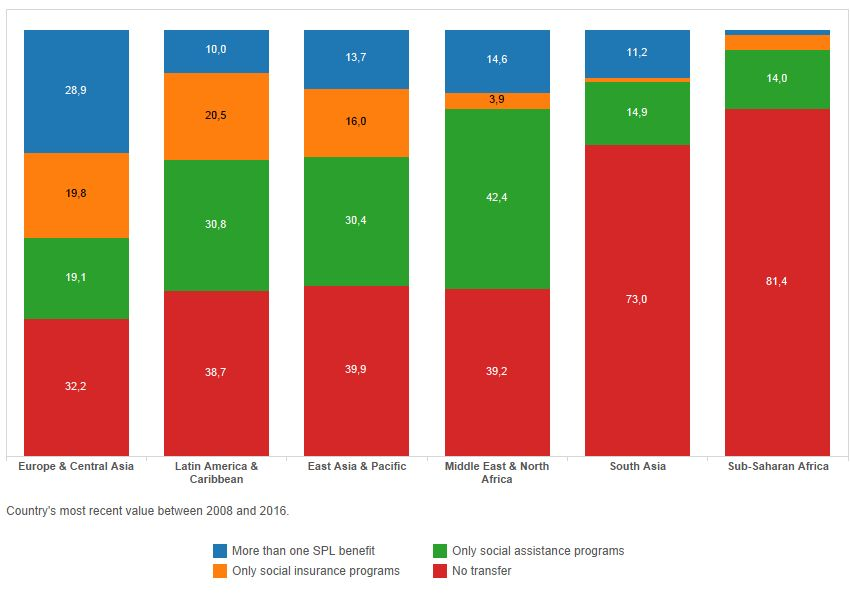 28,9
10,0
13,7
14,6
11,2
19,8
20,5
16,0
3,9
19,1
30,8
30,4
42,4
14,9
14,0
32,2
38,7
39,9
39,2
73,0
81,4
Europe & Central Asia
Latin America &
Caribbean
East Asia & Pacific
Middle East & North
Africa
South Asia
Sub-Saharan Africa
Country's most recent value between 2008 and 2016.
More than one SPL benefit
Only social assistance programs
Only social insurance programs
No transfer